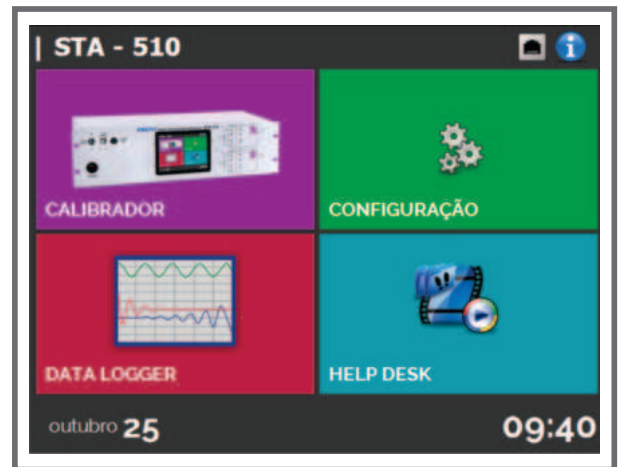 | STA - 510
CALIBRADOR
CONFIGURAÇÃO
DATA LOGGER
HELP DESK
outubro 25
09:40